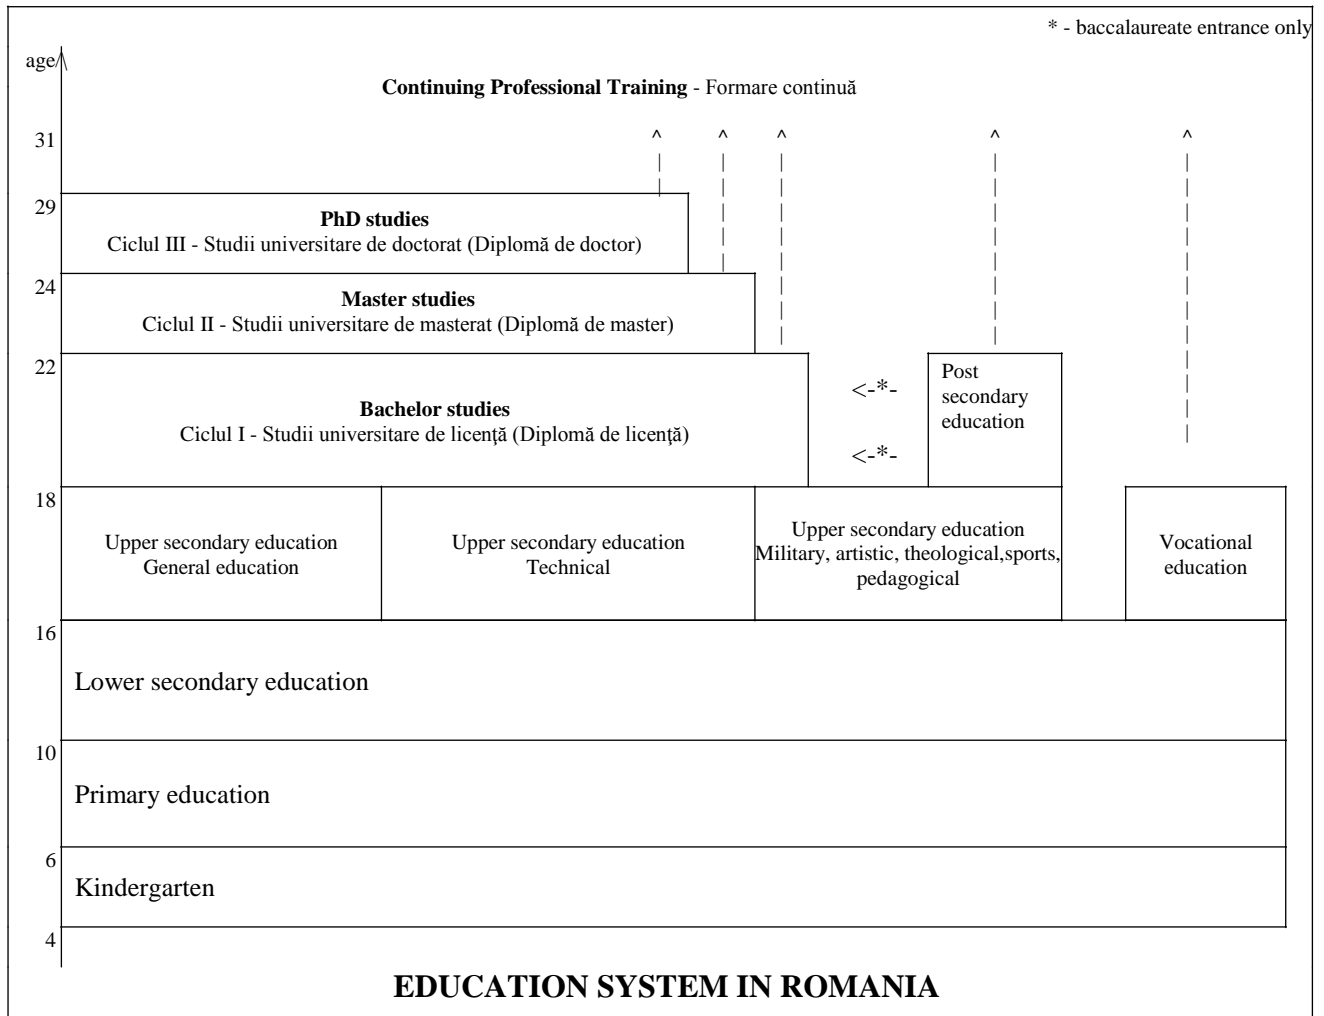 * - baccalaureate entrance only
age
Continuing Professional Training - Formare continuă
31
29
PhD studies
Ciclul III - Studii universitare de doctorat (Diplomă de doctor)
24
Master studies
Ciclul II - Studii universitare de masterat (Diplomă de master)
22
Bachelor studies
Ciclul I - Studii universitare de licenţă (Diplomă de licenţă)
<-*-
<-*-
Post
secondary
education
18
Upper secondary education
General education
Upper secondary education
Technical
Upper secondary education
Military, artistic, theological,sports,
pedagogical
Vocational
education
16
Lower secondary education
10
Primary education
6
Kindergarten
4
EDUCATION SYSTEM IN ROMANIA